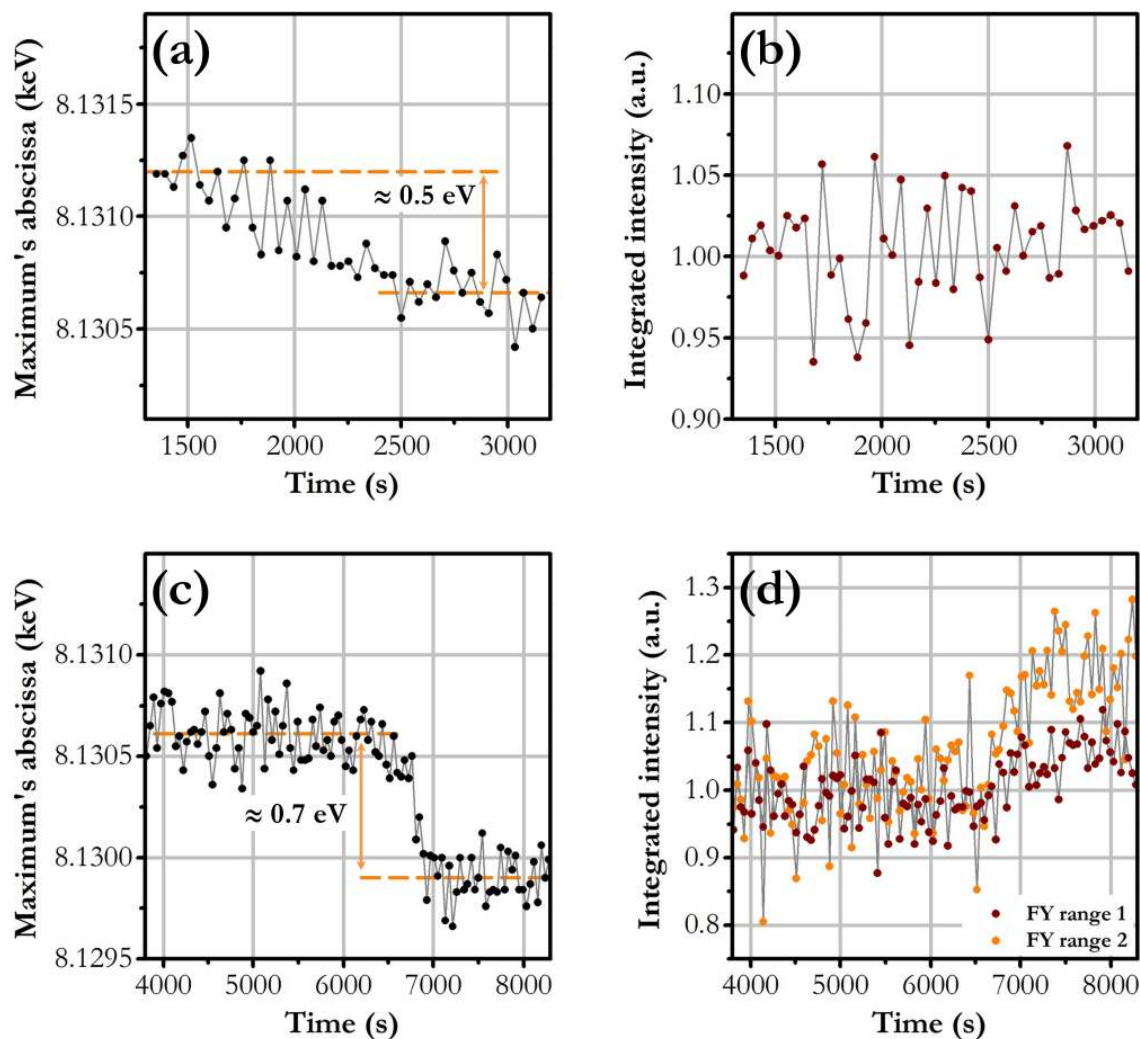 (a)
Maximum's abscissa (keV)
8.1315
8.1310
8.1305
≈ 0.5 eV
1500 2000 2500 3000
Time (s)
(b)
Integrated intensity (a.u.)
1.10
1.05
1.00
0.95
0.90
1500 2000 2500 3000
Time (s)
(c)
Maximum's abscissa (keV)
8.1310
8.1305
8.1300
8.1295
≈ 0.7 eV
4000 5000 6000 7000 8000
Time (s)
(d)
Integrated intensity (a.u.)
1.3
1.2
1.1
1.0
0.9
0.8
FY range 1
FY range 2
4000 5000 6000 7000 8000
Time (s)